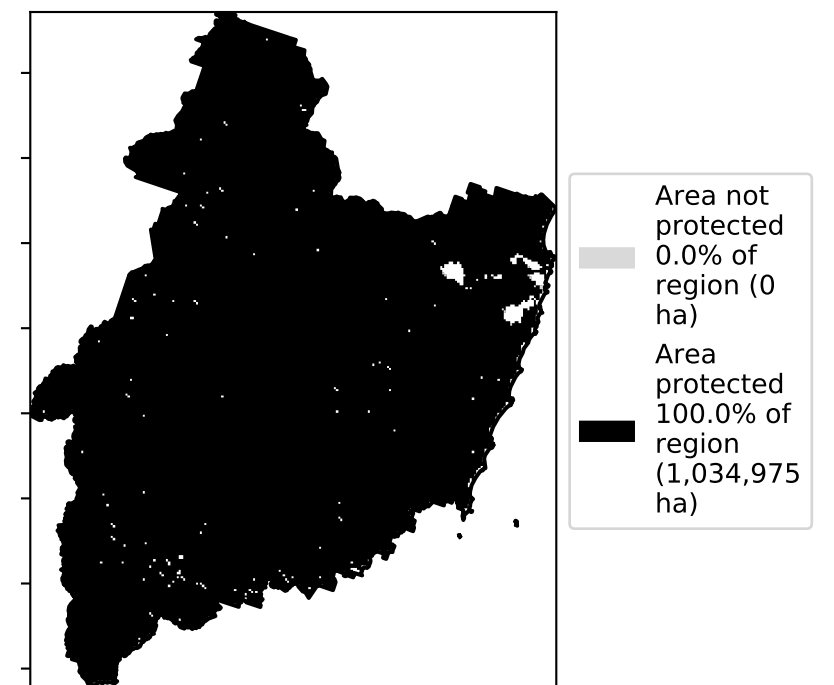 Area not
protected
0.0% of
region (0
ha)
Area
protected
100.0% of
region
(1,034,975
ha)